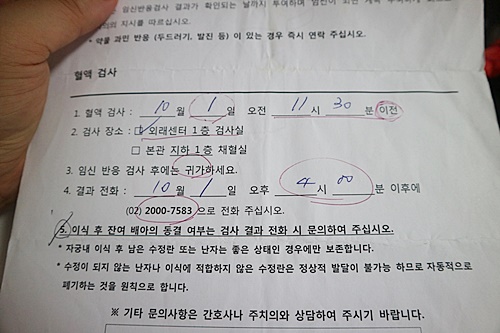 임신반응검사 결과가 확인되는 날까지 투여하며
의 지시를 따르십시오.
* 약물 과민 반응 (두드러기, 발진 등) 이 있는 경우 즉시 연락 주십시오.
혈액 검사
1. 혈액 검사 : 10 월 1 일 오전 11 시 30 분 이전
2. 검사 장소 : □ 외래센터 1층 검사실
□ 본관 지하 1층 채혈실
3. 임신 반응 검사 후에는 귀가하세요.
4. 결과 전화 : 10 월 1 일 오후 4 시 00 분 이후에
(02) 2000-7583 으로 전화 주십시오.
5. 이식 후 잔여 배아의 동결 여부는 검사 결과 전화 시 문의하여 주십시오.
* 자궁내 이식 후 남은 수정란 또는 난자는 좋은 상태인 경우에만 보존합니다.
* 수정이 되지 않는 난자나 이식에 적합하지 않은 수정란은 정상적 발달이 불가능 하므로 자동적으로
폐기하는 것을 원칙으로 합니다.
※ 기타 문의사항은 간호사나 주치의와 상담하여 주시기 바랍니다.